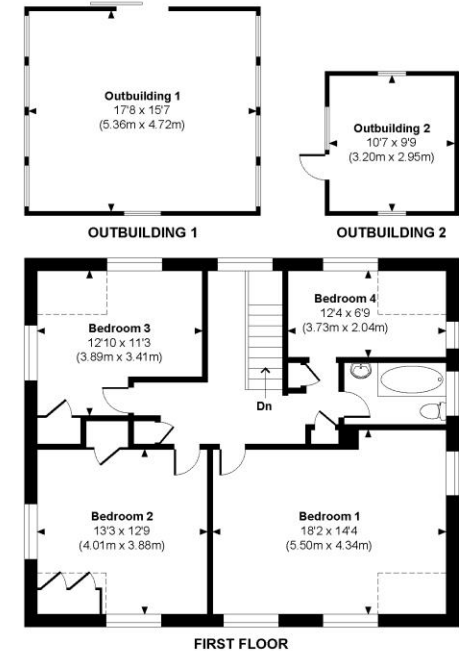 Outbuilding 1
17'8 x 15'7
(5.36m x 4.72m)
Outbuilding 2
10'7 x 9'9
(3.20m x 2.95m)
OUTBUILDING 1
OUTBUILDING 2
Bedroom 3
12'10 x 11'3
(3.89m x 3.41m)
Bedroom 4
12'4 x 6'9
(3.73m x 2.04m)
Dn
Bedroom 2
13'3 x 12'9
(4.01m x 3.88m)
Bedroom 1
18'2 x 14'4
(5.50m x 4.34m)
FIRST FLOOR